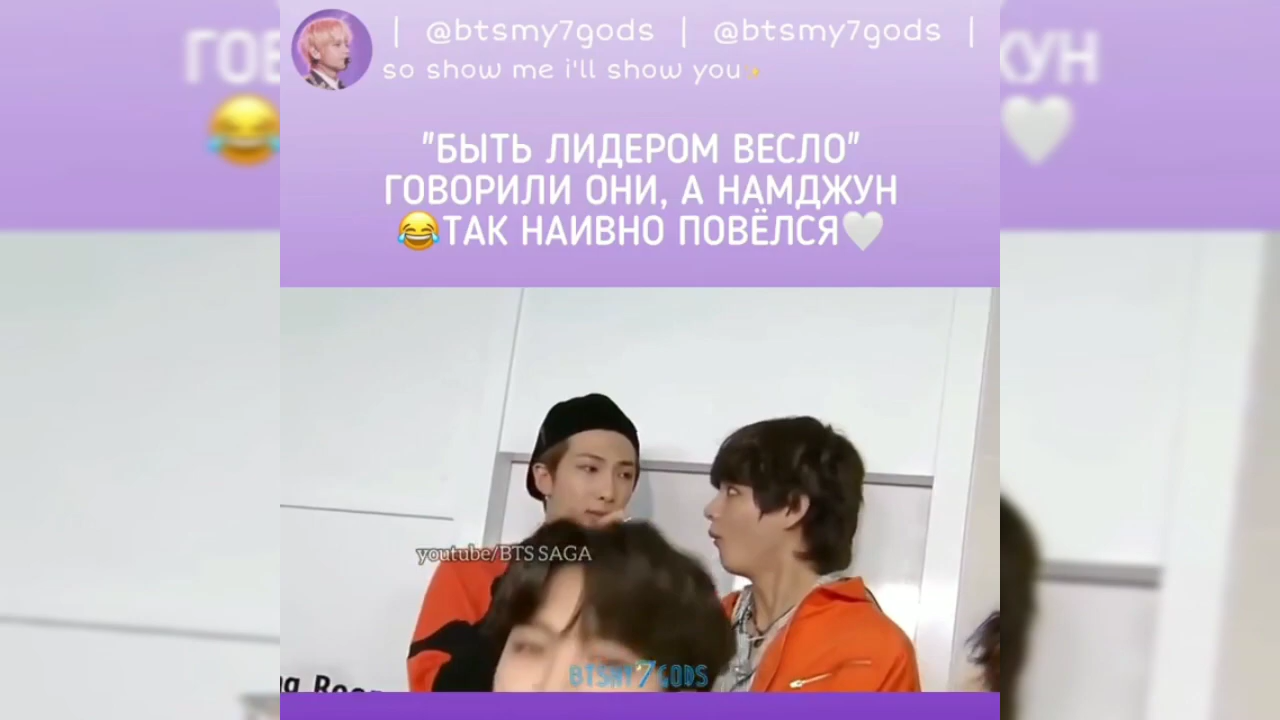 | @btsmy7gods | @btsmy7gods |
so show me i'll show you
"БЫТЬ ЛИДЕРОМ ВЕСЛО"
ГОВОРИЛИ ОНИ, А НАМДЖУН
😂ТАК НАИВНО ПОВЁЛСЯ🤍
youtube/BTS SAGA
BTSMY7GODS